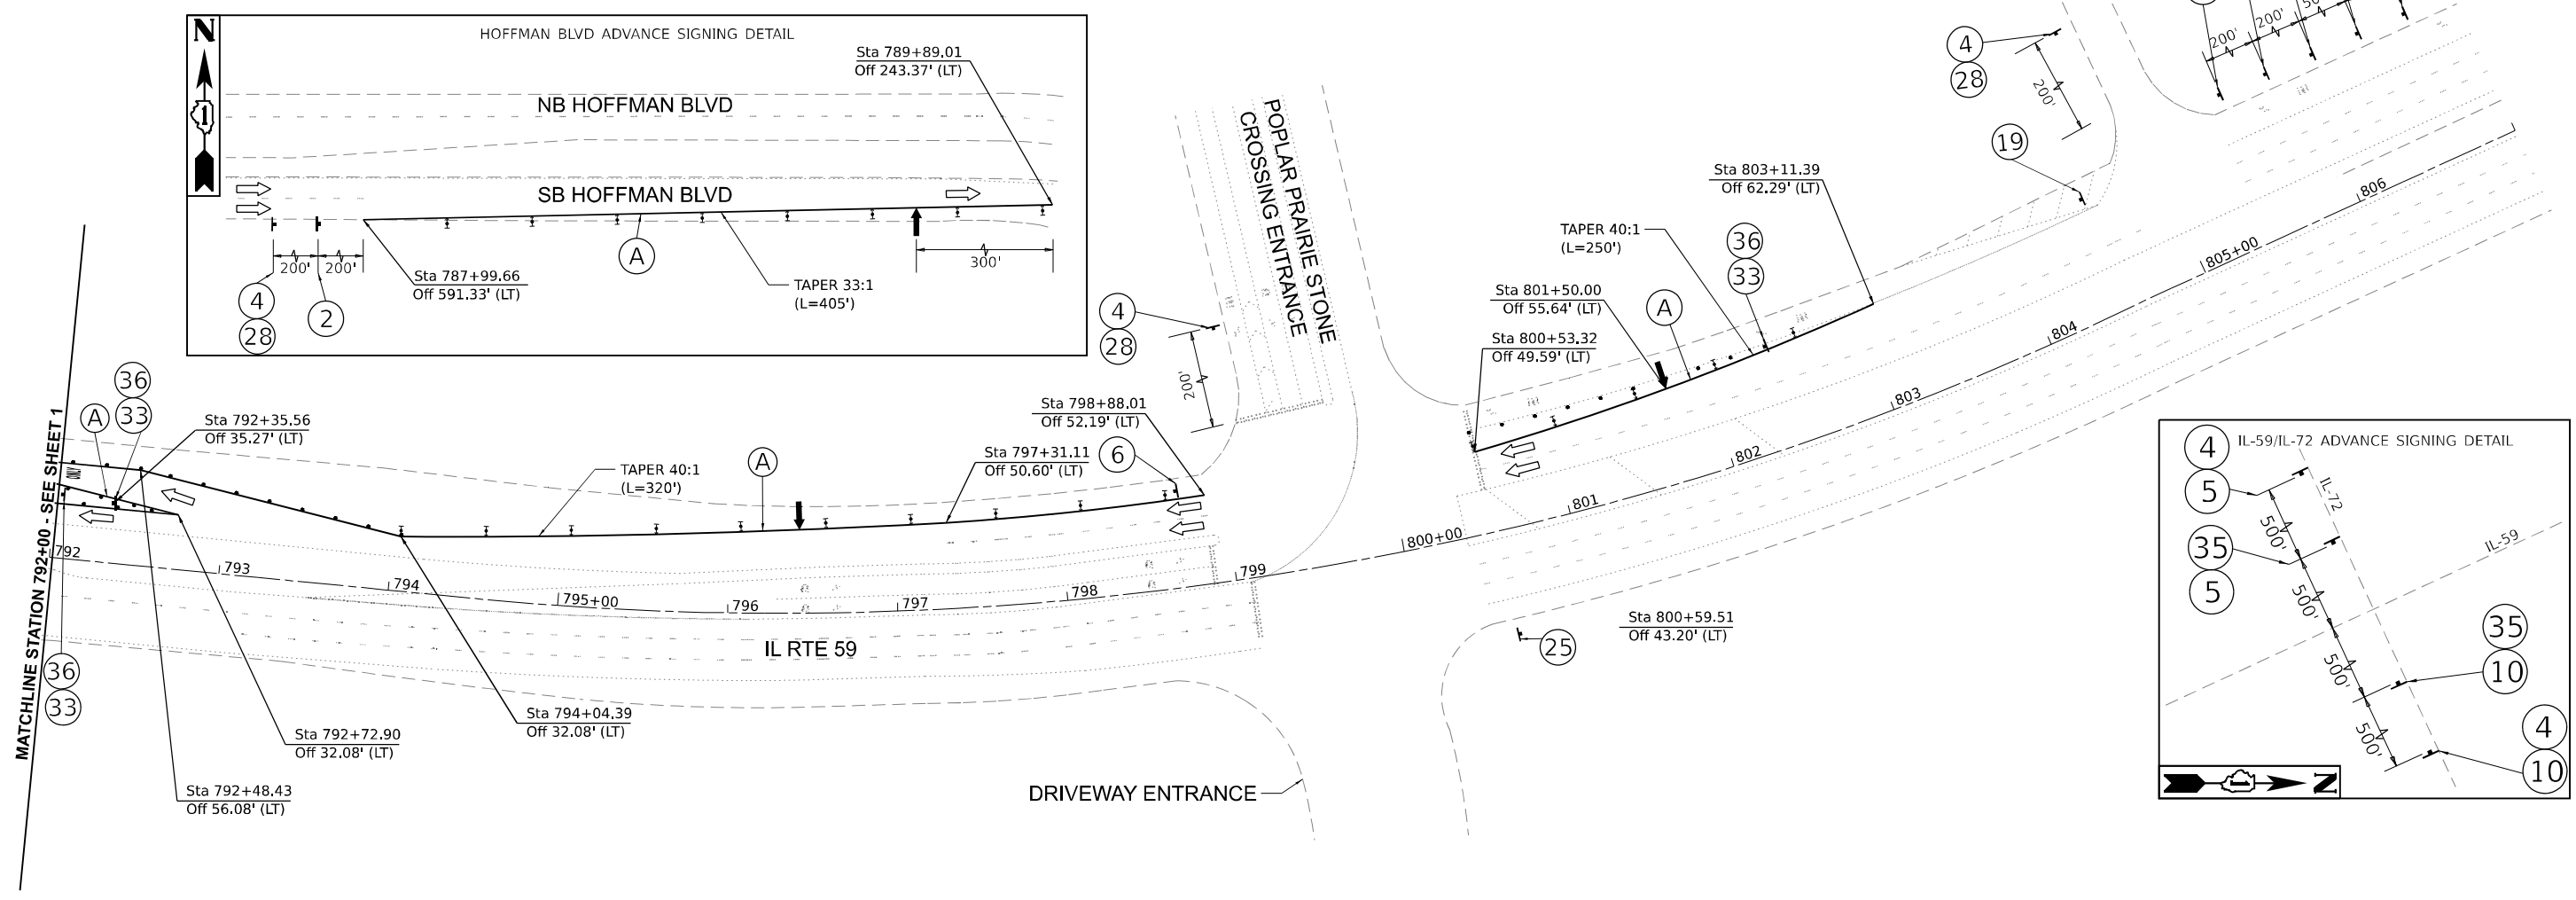 HOFFMAN BLVD ADVANCE SIGNING DETAIL
N
1
Sta 789+89.01
Off 243.37' (LT)
NB HOFFMAN BLVD
SB HOFFMAN BLVD
200'
200'
300'
A
Sta 787+99.66
Off 591.33' (LT)
TAPER 33:1
(L=405')
4
28
2
MATCHLINE STATION 792+00 - SEE SHEET 1
36
33
A
Sta 792+35.56
Off 35.27' (LT)
ONLY
TAPER 40:1
(L=320')
A
Sta 797+31.11
Off 50.60' (LT)
Sta 798+88.01
Off 52.19' (LT)
6
4
28
200'
POPLAR PRAIRIE STONE
CROSSING ENTRANCE
792
793
794
795+00
796
797
798
799
800+00
801
802
803
804
805+00
806
IL RTE 59
36
33
Sta 792+48.43
Off 56.08' (LT)
Sta 792+72.90
Off 32.08' (LT)
Sta 794+04.39
Off 32.08' (LT)
DRIVEWAY ENTRANCE
Sta 800+53.32
Off 49.59' (LT)
Sta 801+50.00
Off 55.64' (LT)
TAPER 40:1
(L=250')
A
36
33
Sta 803+11.39
Off 62.29' (LT)
19
4
28
200'
200'
200'
25
Sta 800+59.51
Off 43.20' (LT)
IL-59/IL-72 ADVANCE SIGNING DETAIL
4
5
35
5
IL-72
IL-59
500'
500'
500'
500'
35
10
4
10
1
N